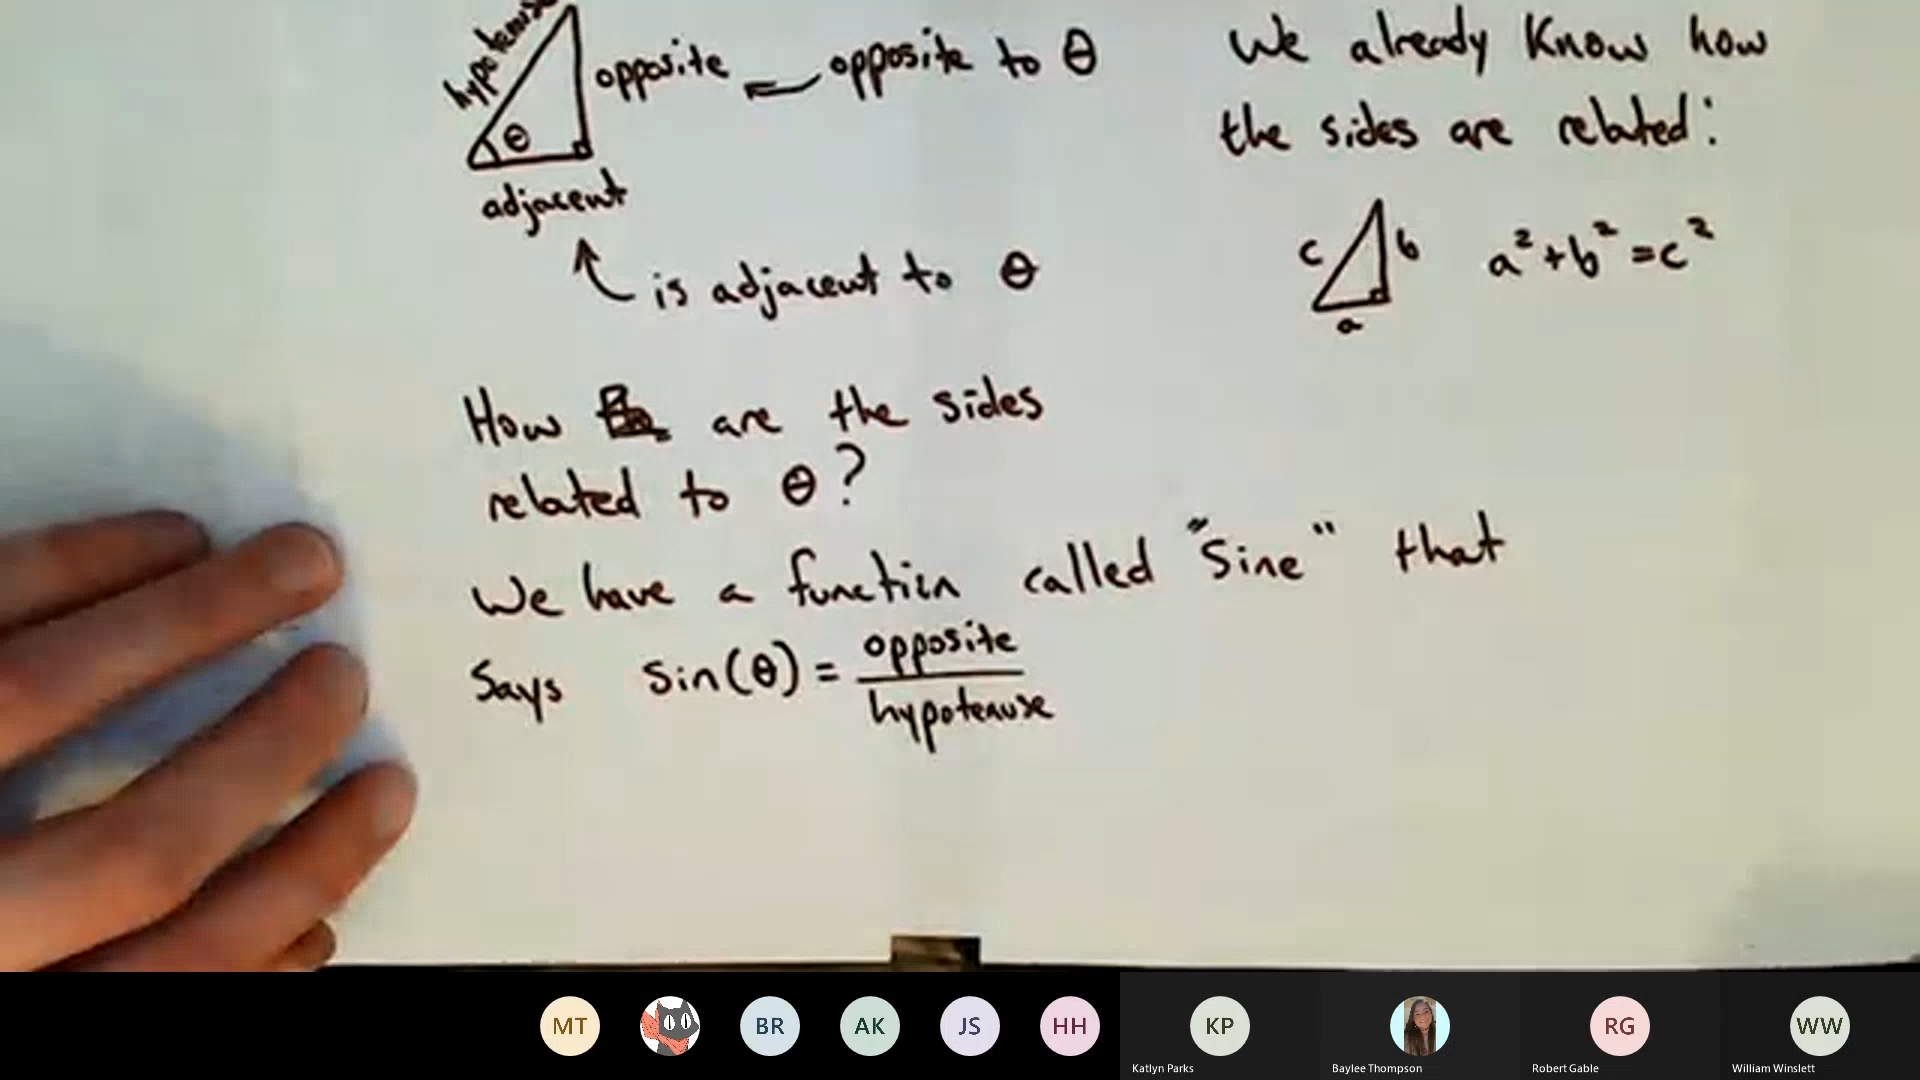 hypotenuse
opposite
opposite to θ
θ
adjacent
is adjacent to θ
We already know how
the sides are related:
c
b
a
a²+b²=c²
How are the sides
related to θ?
We have a function called "Sine" that
Says sin(θ) = opposite
hypotenuse
MT
BR
AK
JS
HH
KP
RG
WW
Katlyn Parks
Baylee Thompson
Robert Gable
William Winslett